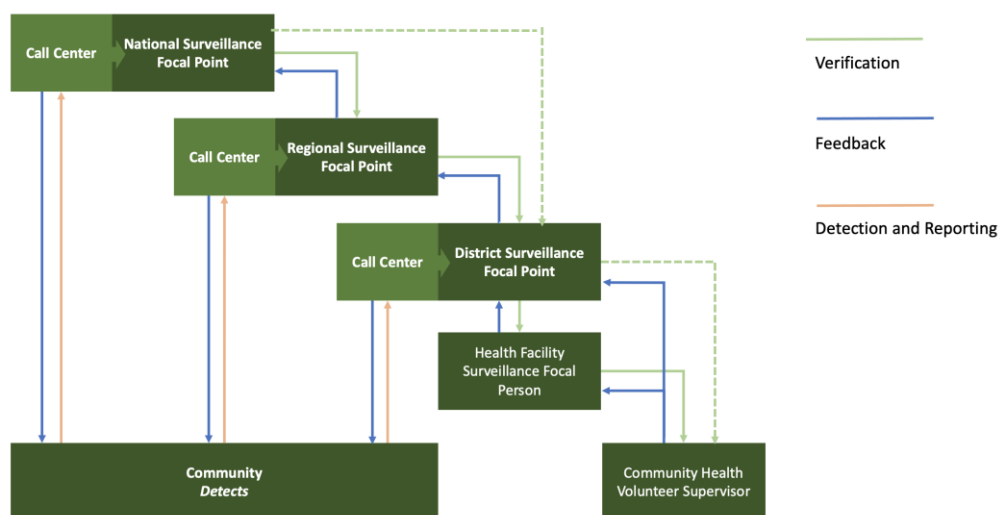 Call Center
National Surveillance
Focal Point
Verification
Feedback
Call Center
Regional Surveillance
Focal Point
Detection and Reporting
Call Center
District Surveillance
Focal Point
Health Facility
Surveillance Focal
Person
Community
Detects
Community Health
Volunteer Supervisor